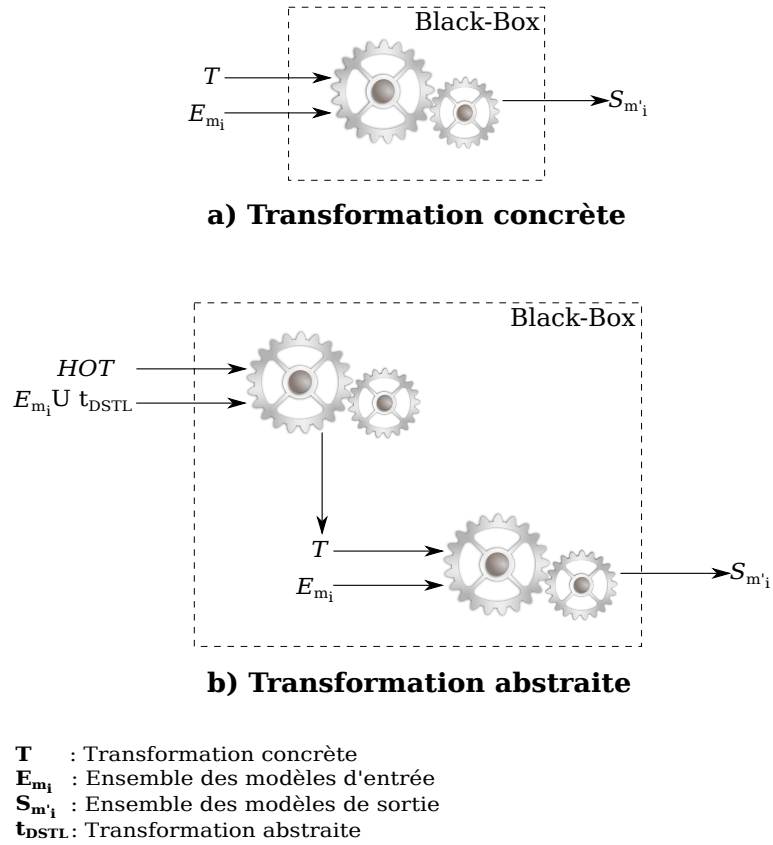 Black-Box
T
E_mi
S_m'i
a) Transformation concrète
Black-Box
HOT
E_mi U t_DSTL
T
E_mi
S_m'i
b) Transformation abstraite
T : Transformation concrète
E_mi : Ensemble des modèles d'entrée
S_m'i : Ensemble des modèles de sortie
t_DSTL : Transformation abstraite